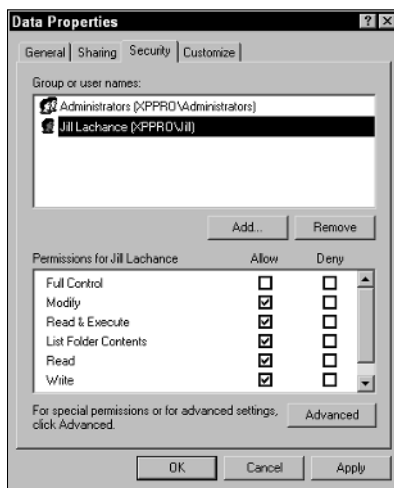 Data Properties
General Sharing Security Customize
Group or user names:
Administrators (XPPRO\Administrators)
Jill Lachance (XPPRO\Jill)
Add... Remove
Permissions for Jill Lachance Allow Deny
Full Control
Modify
Read & Execute
List Folder Contents
Read
Write
For special permissions or for advanced settings,
click Advanced. Advanced
OK Cancel Apply